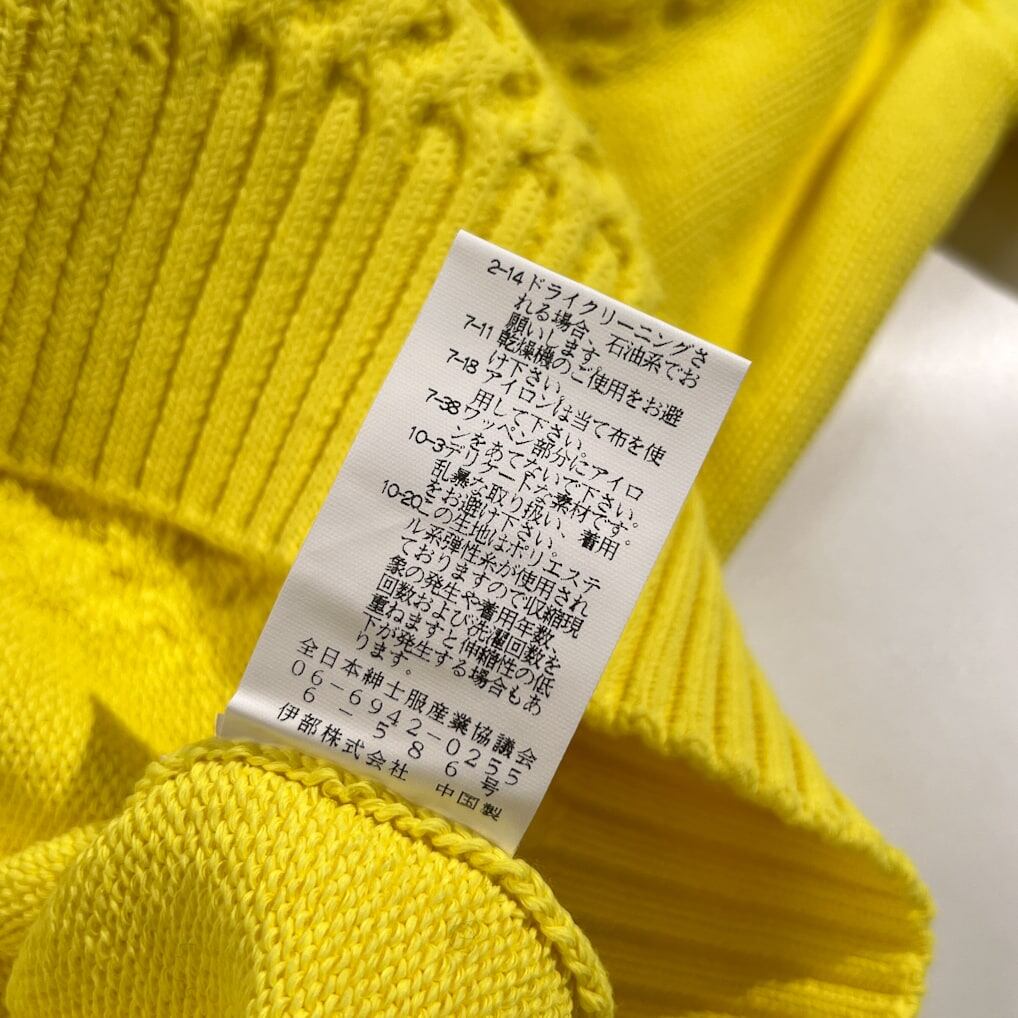 2-14ドライクリーニングさ
れる場合、石油系でお
願いします。
7-11 乾燥機のご使用をお避
け下さい。
7-18 アイロンは当て布を使
用して下さい。
7-38 ワッペン部分にアイロ
ンをあてないで下さい。
10-3デリケートな素材です。
乱暴な取り扱い、着用
をお避け下さい。
10-20この生地はポリエステ
ル系弾性糸が使用され
ておりますので収縮現
象の発生や着用年数、
回数および洗濯回数を
重ねますと伸縮性の低
下が発生する場合もあ
ります。
全日本紳士服産業協議会
06-6942-0255
6-586号
伊部株式会社 中国製